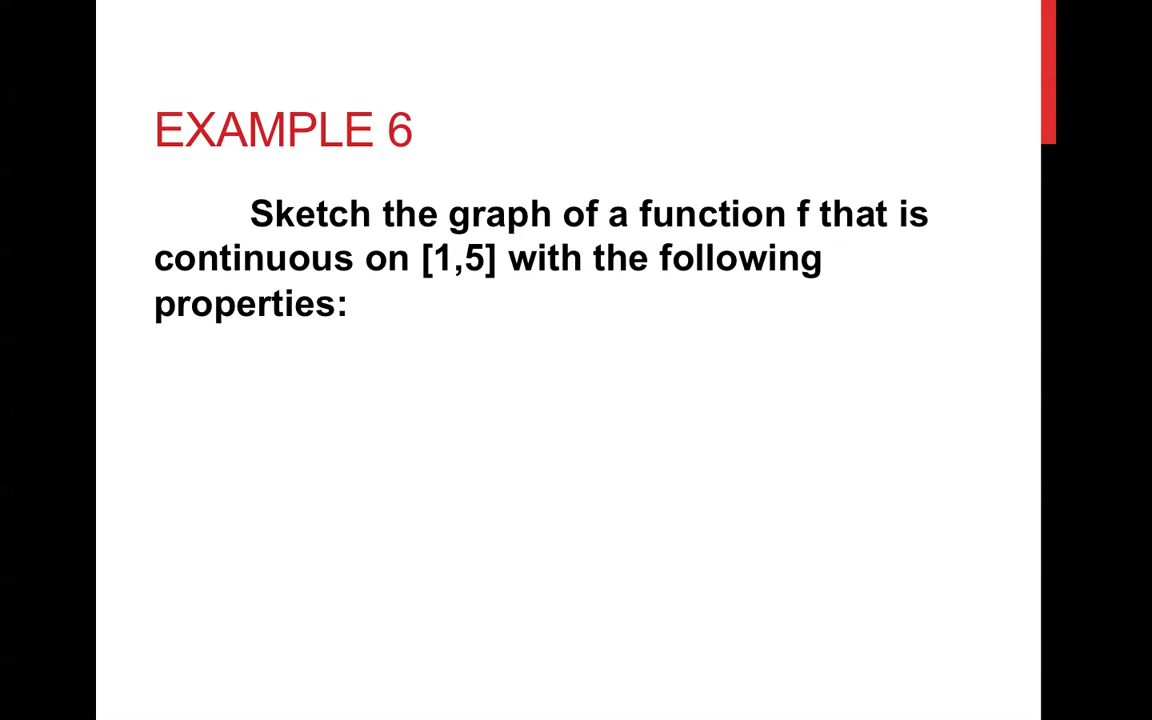 EXAMPLE 6
Sketch the graph of a function f that is
continuous on [1,5] with the following
properties: